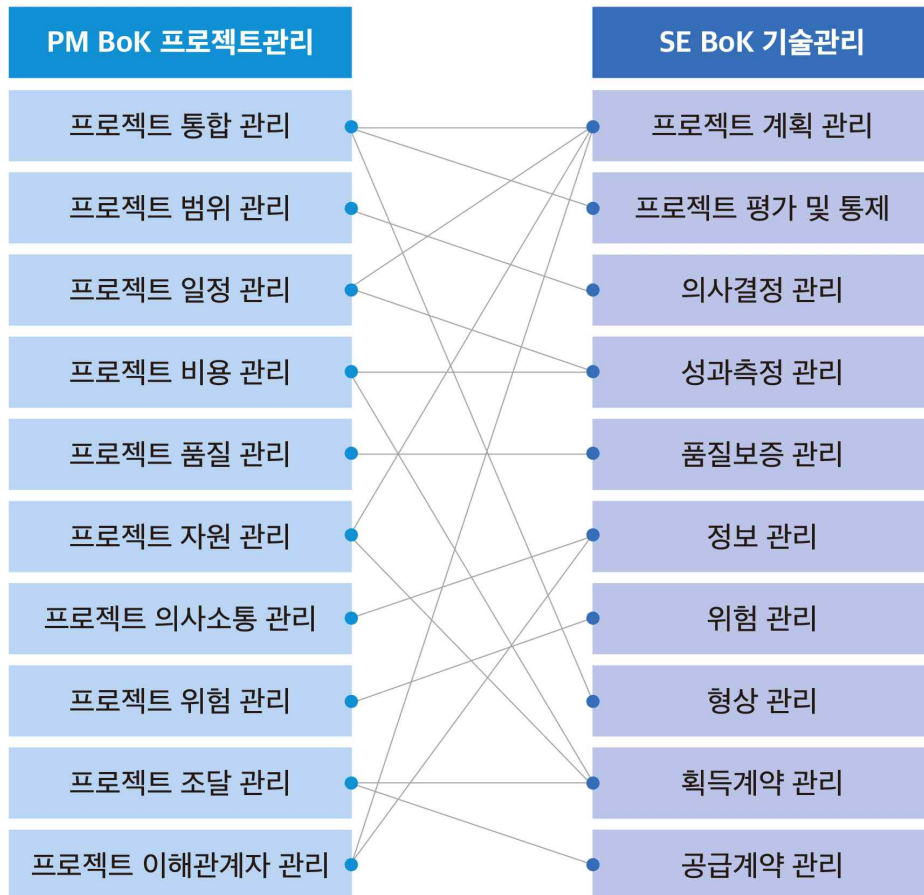 PM BoK 프로젝트관리
SE BoK 기술관리
프로젝트 통합 관리
프로젝트 계획 관리
프로젝트 범위 관리
프로젝트 평가 및 통제
프로젝트 일정 관리
의사결정 관리
프로젝트 비용 관리
성과측정 관리
프로젝트 품질 관리
품질보증 관리
프로젝트 자원 관리
정보 관리
프로젝트 의사소통 관리
위험 관리
프로젝트 위험 관리
형상 관리
프로젝트 조달 관리
획득계약 관리
프로젝트 이해관계자 관리
공급계약 관리